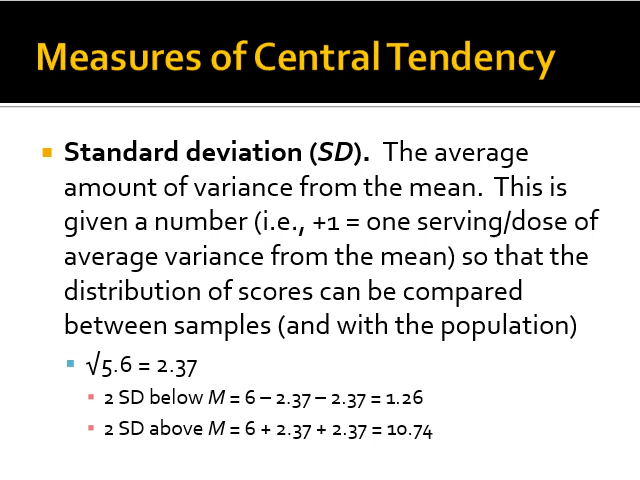 Measures of Central Tendency
Standard deviation (SD).  The average
amount of variance from the mean.  This is
given a number (i.e., +1 = one serving/dose of
average variance from the mean) so that the
distribution of scores can be compared
between samples (and with the population)
√5.6 = 2.37
2 SD below M = 6 – 2.37 – 2.37 = 1.26
2 SD above M = 6 + 2.37 + 2.37 = 10.74